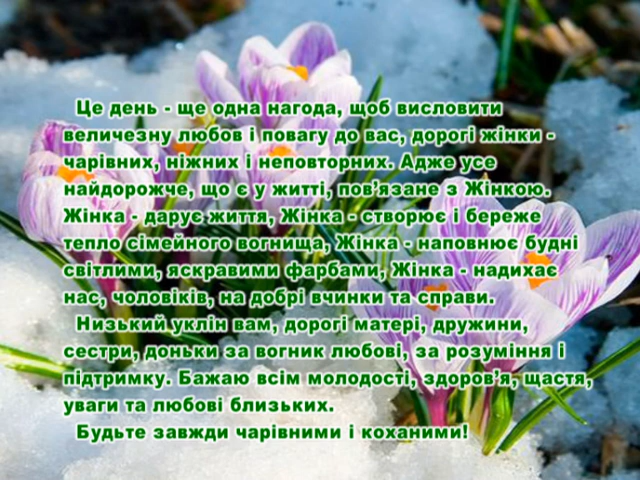 Це день - ще одна нагода, щоб висловити
величезну любов і повагу до вас, дорогі жінки -
чарівних, ніжних і неповторних. Адже усе
найдорожче, що є у житті, пов’язане з Жінкою.
Жінка - дарує життя, Жінка - створює і береже
тепло сімейного вогнища, Жінка - наповнює будні
світлими, яскравими фарбами, Жінка - надихає
нас, чоловіків, на добрі вчинки та справи.
Низький уклін вам, дорогі матері, дружини,
сестри, доньки за вогник любові, за розуміння і
підтримку. Бажаю всім молодості, здоров’я, щастя,
уваги та любові близьких.
Будьте завжди чарівними і коханими!